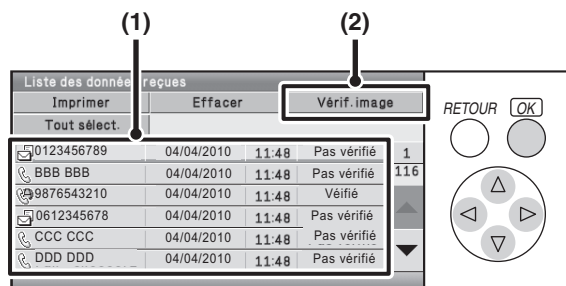 (1) (2)
Liste des données reçues
Imprimer Effacer Vérif.image
Tout sélect.
0123456789 04/04/2010 11:48 Pas vérifié 1
BBB BBB 04/04/2010 11:48 Pas vérifié 116
9876543210 04/04/2010 11:48 Véifié
0612345678 04/04/2010 11:48 Pas vérifié
CCC CCC 04/04/2010 11:48 Pas vérifié
DDD DDD 04/04/2010 11:48 Pas vérifié
RETOUR OK